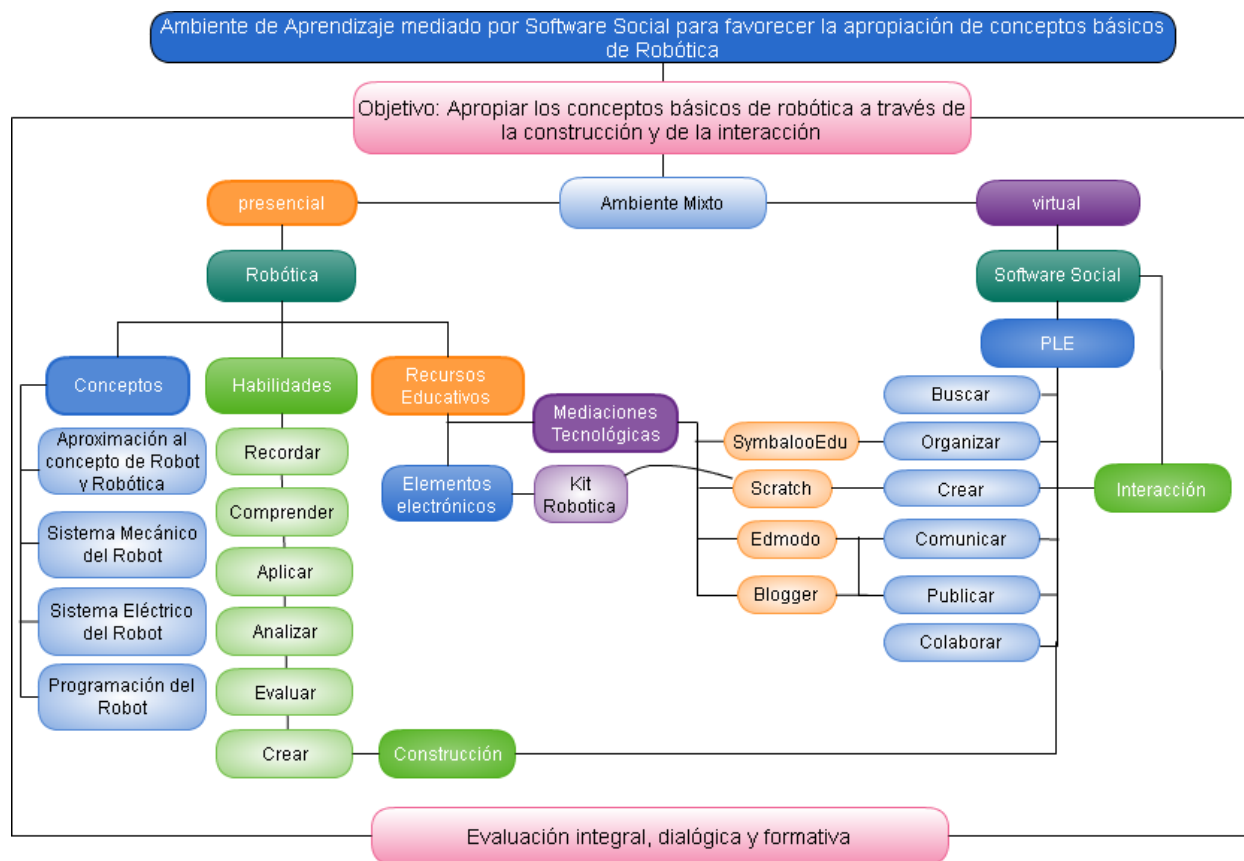 Ambiente de Aprendizaje mediado por Software Social para favorecer la apropiación de conceptos básicos
de Robótica
Objetivo: Apropiar los conceptos básicos de robótica a través de
la construcción y de la interacción
presencial
Ambiente Mixto
virtual
Robótica
Software Social
PLE
Conceptos
Habilidades
Recursos
Educativos
Mediaciones
Tecnológicas
Elementos
electrónicos
Kit
Robotica
Aproximación al
concepto de Robot
y Robótica
Sistema Mecánico
del Robot
Sistema Eléctrico
del Robot
Programación del
Robot
Recordar
Comprender
Aplicar
Analizar
Evaluar
Crear
Construcción
SymbalooEdu
Scratch
Edmodo
Blogger
Buscar
Organizar
Crear
Comunicar
Publicar
Colaborar
Interacción
Evaluación integral, dialógica y formativa